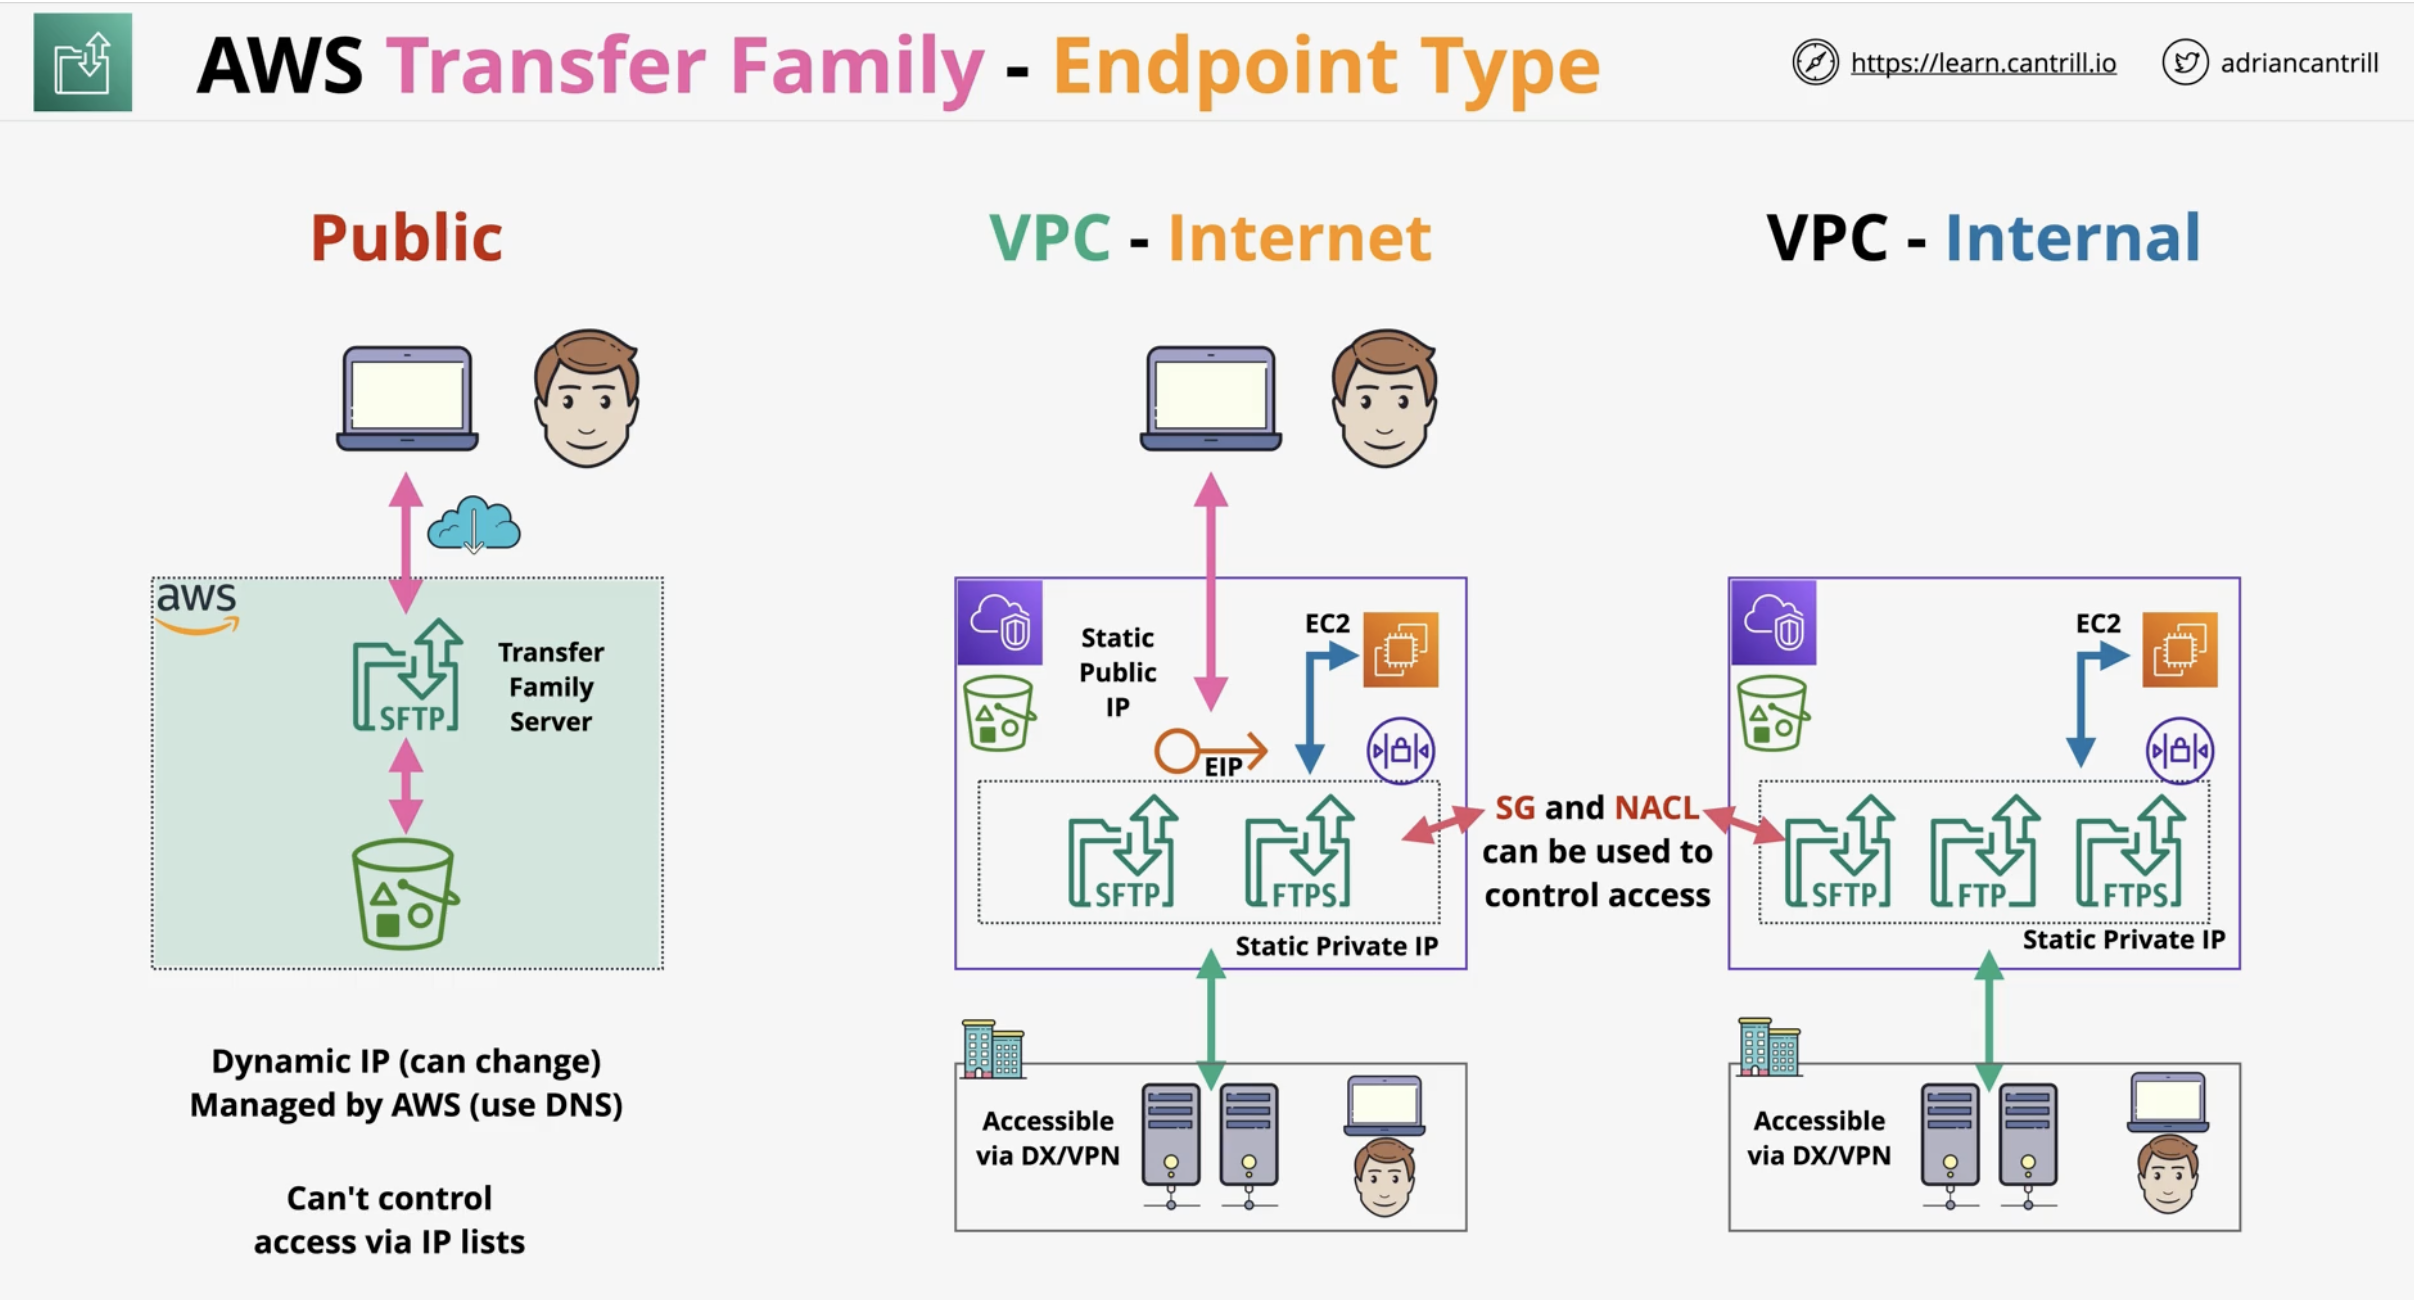 AWS Transfer Family - Endpoint Type
https://learn.cantrill.io
adriancantrill
Public
aws
SFTP
Transfer
Family
Server
Dynamic IP (can change)
Managed by AWS (use DNS)
Can't control
access via IP lists
VPC - Internet
Static
Public
IP
EC2
EIP
SFTP
FTPS
Static Private IP
Accessible
via DX/VPN
SG and NACL
can be used to
control access
VPC - Internal
EC2
SFTP
FTP
FTPS
Static Private IP
Accessible
via DX/VPN